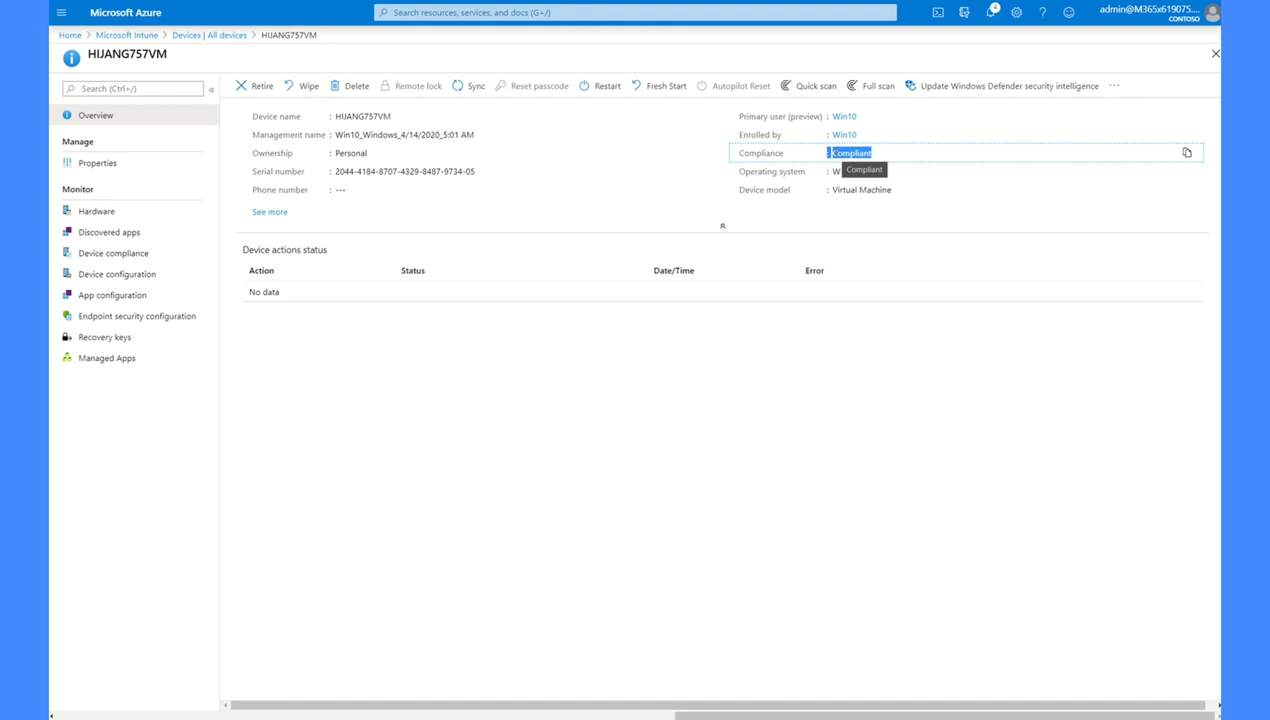 Microsoft Azure
Search resources, services, and docs (G+/)
4
admin@M365x619075....
CONTOSO
Home > Microsoft Intune > Devices | All devices > HIJANG757VM
HIJANG757VM
Search (Ctrl+/)
«
Retire
Wipe
Delete
Remote lock
Sync
Reset passcode
Restart
Fresh Start
Autopilot Reset
Quick scan
Full scan
Update Windows Defender security intelligence
...
Overview
Manage
Properties
Monitor
Hardware
Discovered apps
Device compliance
Device configuration
App configuration
Endpoint security configuration
Recovery keys
Managed Apps
Device name : HIJANG757VM
Management name : Win10_Windows_4/14/2020_5:01 AM
Ownership : Personal
Serial number : 2044-4184-8707-4329-8487-9734-05
Phone number : ---
See more
Primary user (preview) : Win10
Enrolled by : Win10
Compliance : Compliant
Compliant
Operating system : W
Device model : Virtual Machine
Device actions status
Action Status Date/Time Error
No data